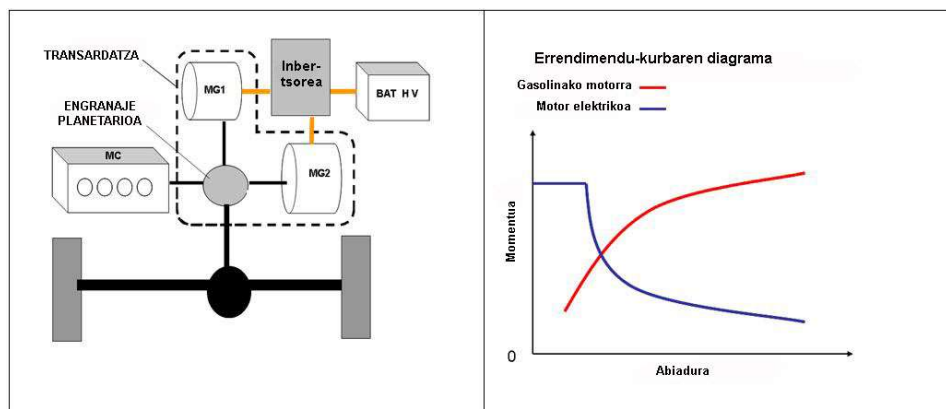 TRANSARDATZA
Inber-
tsorea
MG1
BAT H V
ENGRANAJE
PLANETARIOA
MC
MG2
Errendimendu-kurbaren diagrama
Gasolinako motorra
Motor elektrikoa
Momentua
0
Abiadura